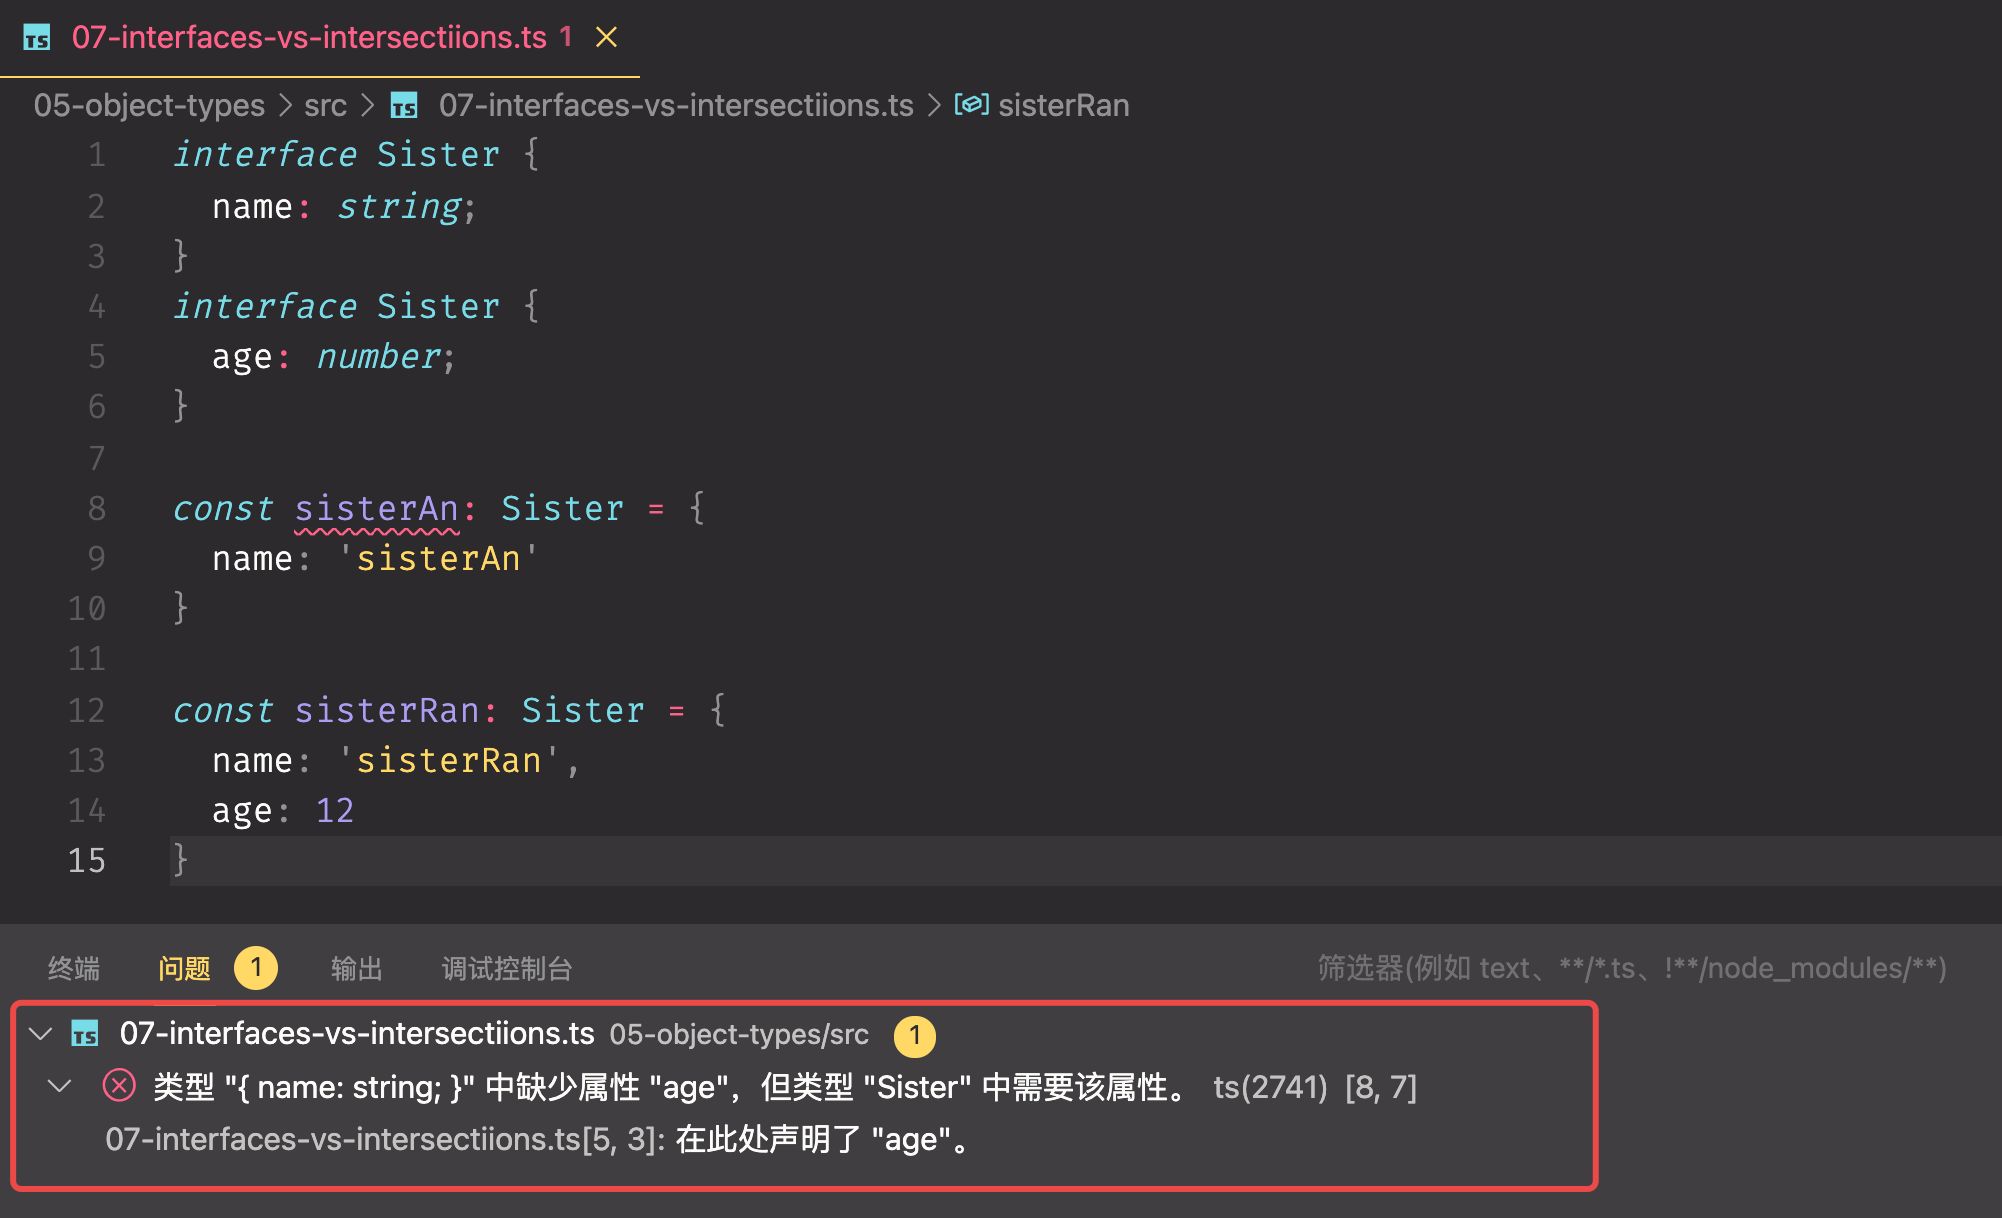 TS 07-interfaces-vs-intersectiions.ts 1
05-object-types > src > TS 07-interfaces-vs-intersectiions.ts > sisterRan
1 interface Sister {
2   name: string;
3 }
4 interface Sister {
5   age: number;
6 }
7
8 const sisterAn: Sister = {
9   name: 'sisterAn'
10 }
11
12 const sisterRan: Sister = {
13   name: 'sisterRan',
14   age: 12
15 }
终端 问题 1 输出 调试控制台 筛选器(例如 text、**/*.ts、!**/node_modules/**)
TS 07-interfaces-vs-intersectiions.ts 05-object-types/src 1
类型 "{ name: string; }" 中缺少属性 "age"，但类型 "Sister" 中需要该属性。 ts(2741) [8, 7]
07-interfaces-vs-intersectiions.ts[5, 3]: 在此处声明了 "age"。